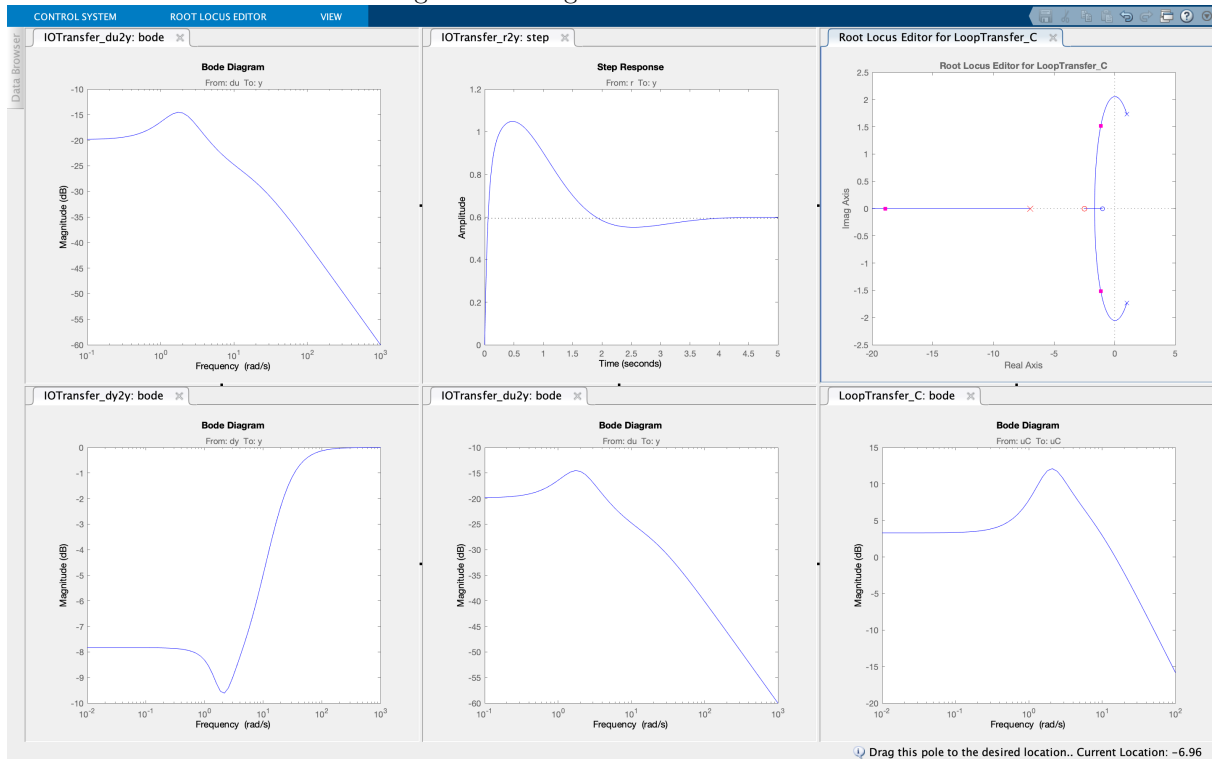 CONTROL SYSTEM ROOT LOCUS EDITOR VIEW
Data Browser
IOTransfer_du2y: bode
Bode Diagram
From: du To: y
-10
-15
-20
-25
-30
-35
-40
-45
-50
-55
-60
Magnitude (dB)
10^-1 10^0 10^1 10^2 10^3
Frequency (rad/s)
IOTransfer_r2y: step
Step Response
From: r To: y
1.2
1
0.8
0.6
0.4
0.2
0
Amplitude
0 0.5 1 1.5 2 2.5 3 3.5 4 4.5 5
Time (seconds)
Root Locus Editor for LoopTransfer_C
Root Locus Editor for LoopTransfer_C
2.5
2
1.5
1
0.5
0
-0.5
-1
-1.5
-2
-2.5
Imag Axis
-20 -15 -10 -5 0 5
Real Axis
IOTransfer_dy2y: bode
Bode Diagram
From: dy To: y
0
-1
-2
-3
-4
-5
-6
-7
-8
-9
-10
Magnitude (dB)
10^-2 10^-1 10^0 10^1 10^2 10^3
Frequency (rad/s)
IOTransfer_du2y: bode
Bode Diagram
From: du To: y
-10
-15
-20
-25
-30
-35
-40
-45
-50
-55
-60
Magnitude (dB)
10^-1 10^0 10^1 10^2 10^3
Frequency (rad/s)
LoopTransfer_C: bode
Bode Diagram
From: uC To: uC
15
10
5
0
-5
-10
-15
-20
Magnitude (dB)
10^-2 10^-1 10^0 10^1 10^2
Frequency (rad/s)
Drag this pole to the desired location.. Current Location: -6.96